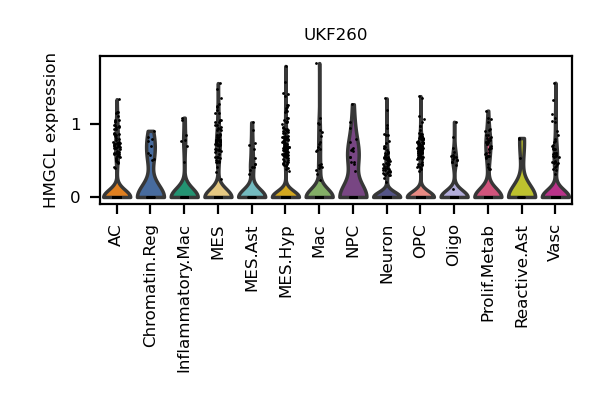 UKF260
HMGCL expression
1
0
AC
Chromatin.Reg
Inflammatory.Mac
MES
MES.Ast
MES.Hyp
Mac
NPC
Neuron
OPC
Oligo
Prolif.Metab
Reactive.Ast
Vasc